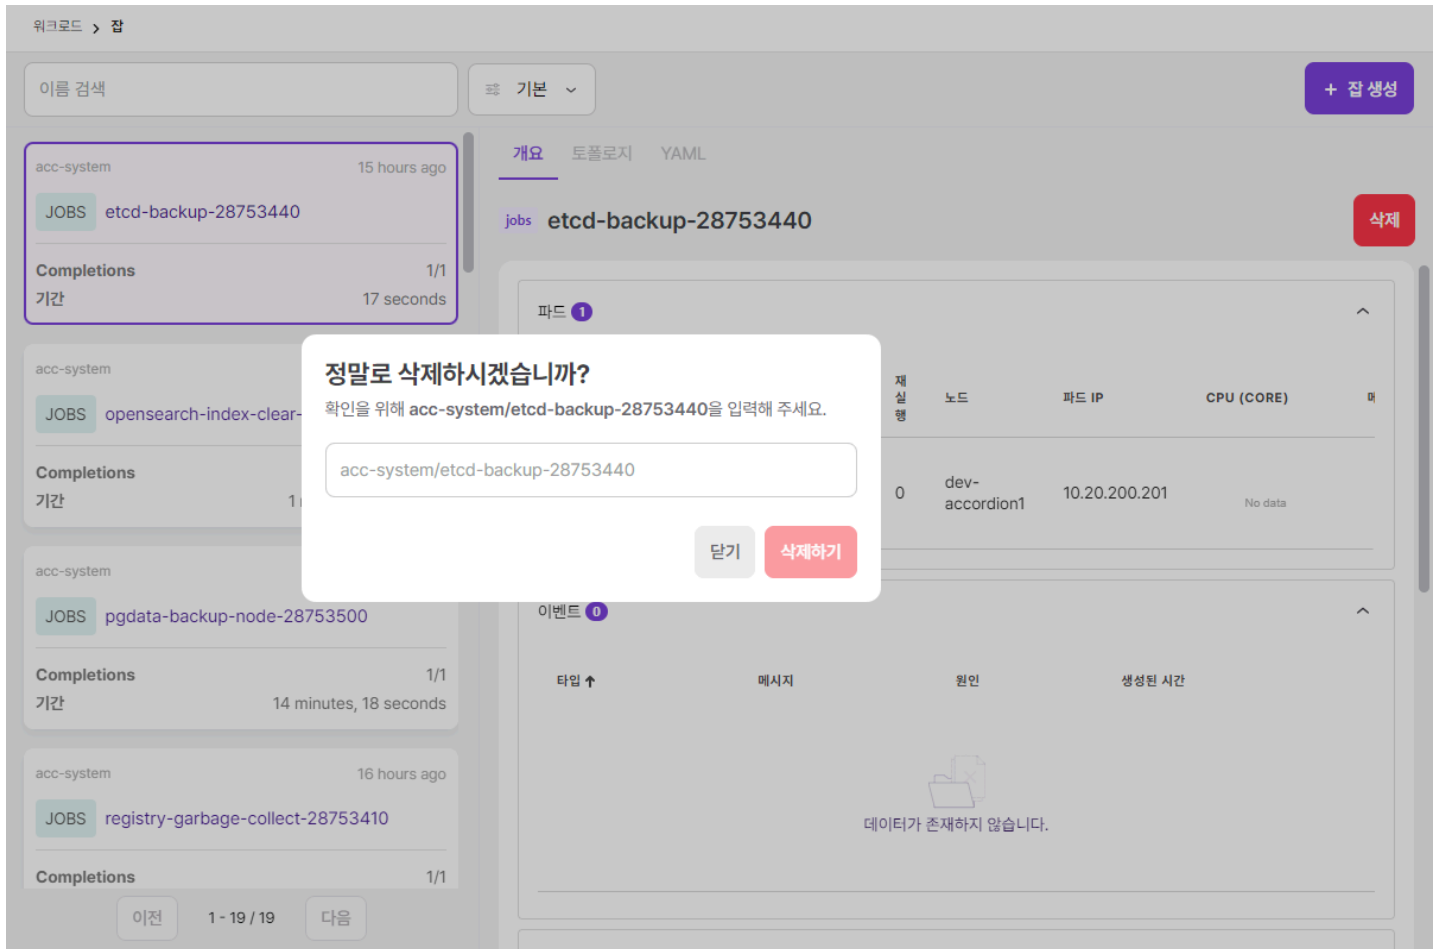 워크로드 > 잡
이름 검색
기본
+ 잡 생성
acc-system 15 hours ago
JOBS etcd-backup-28753440
Completions 1/1
기간 17 seconds
acc-system
JOBS opensearch-index-clear-
Completions
기간 1
acc-system
JOBS pgdata-backup-node-28753500
Completions 1/1
기간 14 minutes, 18 seconds
acc-system 16 hours ago
JOBS registry-garbage-collect-28753410
Completions 1/1
이전 1 - 19 / 19 다음
개요 토폴로지 YAML
jobs etcd-backup-28753440
삭제
파드 1
재실행 노드 파드 IP CPU (CORE)
0 dev-accordion1 10.20.200.201 No data
정말로 삭제하시겠습니까?
확인을 위해 acc-system/etcd-backup-28753440을 입력해 주세요.
acc-system/etcd-backup-28753440
닫기 삭제하기
이벤트 0
타입 메시지 원인 생성된 시간
데이터가 존재하지 않습니다.